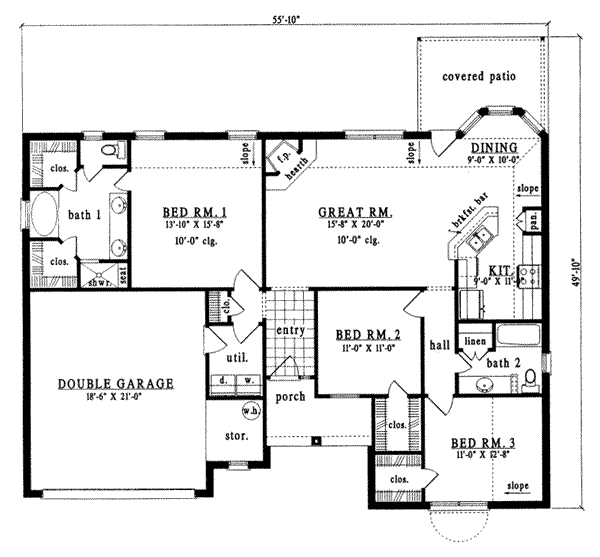 55'-10"
covered patio
clos.
slope
f.p.
hearth
slope
DINING
9'-0" X 10'-0"
slope
bath 1
BED RM. 1
13'-10" X 15'-8"
10'-0" clg.
GREAT RM.
15'-8" X 20'-0"
10'-0" clg.
brkfst. bar
pan.
clos.
shwr.
seat
KIT.
49'-10"
clo.
entry
BED RM. 2
11'-0" X 11'-0"
hall
linen
bath 2
util.
d.
w.
DOUBLE GARAGE
18'-6" X 21'-0"
porch
w.h.
stor.
clos.
BED RM. 3
11'-0" X 12'-8"
clos.
slope